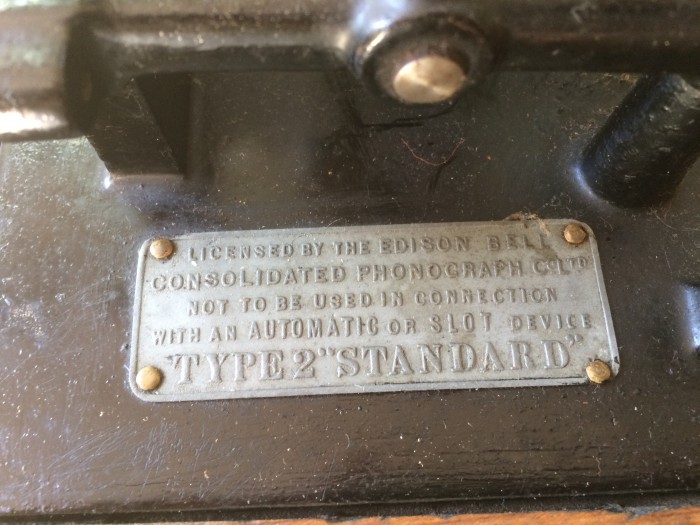 LICENSED BY THE EDISON BELL
CONSOLIDATED PHONOGRAPH Co LTD
NOT TO BE USED IN CONNECTION
WITH AN AUTOMATIC OR SLOT DEVICE
TYPE 2 "STANDARD"